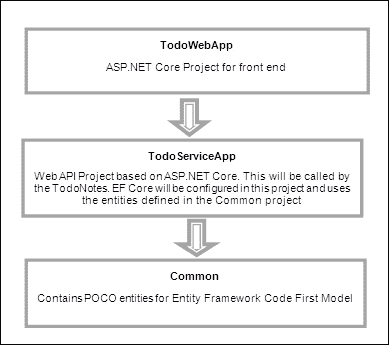 TodoWebApp
ASP.NET Core Project for front end
TodoServiceApp
Web API Project based on ASP.NET Core. This will be called by
the TodoNotes. EF Core will be configured in this project and uses
the entities defined in the Common project
Common
Contains POCO entities for Entity Framework Code First Model